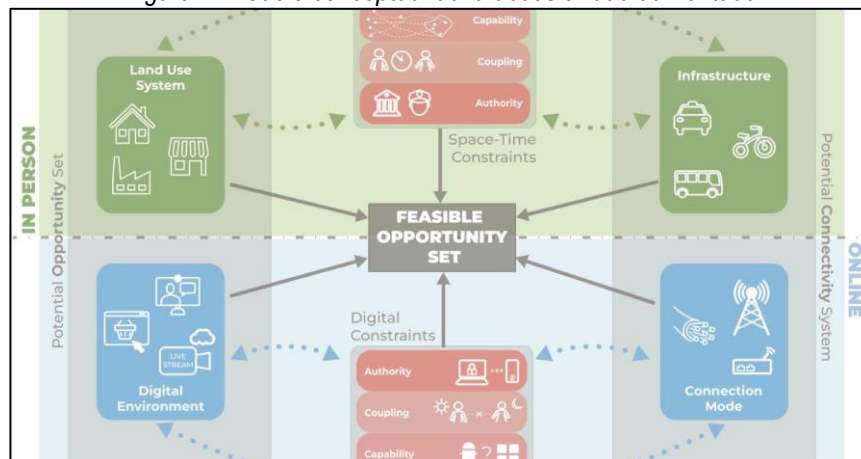 Capability
Land Use
System
Coupling
Infrastructure
Authority
IN PERSON
Potential Opportunity Set
Space-Time
Constraints
Potential Connectivity System
FEASIBLE
OPPORTUNITY
SET
ONLINE
Digital
Constraints
LIVE
STREAM
Authority
Digital
Environment
Coupling
Connection
Mode
Capability